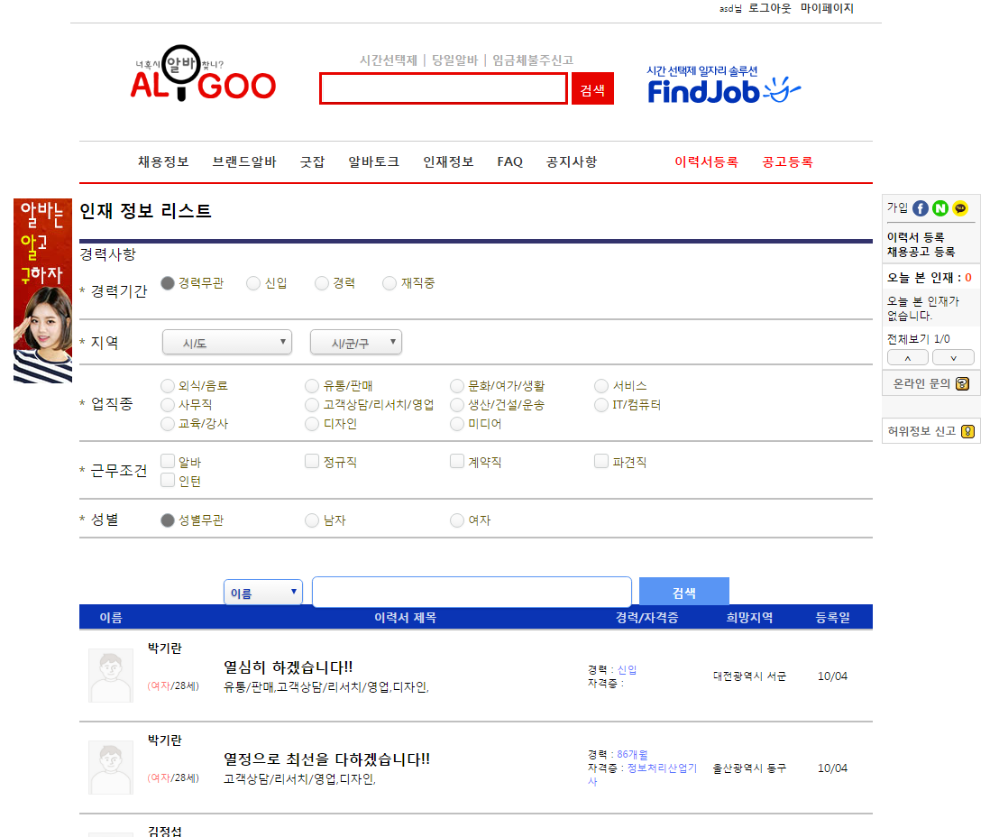 asd님 로그아웃 마이페이지
너혹시 알바 찾니?
ALGOO
시간선택제 | 당일알바 | 임금체불주신고
검색
시간 선택제 일자리 솔루션
FindJob
채용정보 브랜드알바 굿잡 알바토크 인재정보 FAQ 공지사항 이력서등록 공고등록
알바는
알고
구하자
인재 정보 리스트
경력사항
* 경력기간 경력무관 신입 경력 재직중
* 지역 시/도 ▼ 시/군/구 ▼
* 업직종 외식/음료 유통/판매 문화/여가/생활 서비스
사무직 고객상담/리서치/영업 생산/건설/운송 IT/컴퓨터
교육/강사 디자인 미디어
* 근무조건 알바 정규직 계약직 파견직
인턴
* 성별 성별무관 남자 여자
가입 f N TALK
이력서 등록
채용공고 등록
오늘 본 인재 : 0
오늘 본 인재가
없습니다.
전체보기 1/0
˄ ˅
온라인 문의
허위정보 신고
이름 ▼ 검색
이름 이력서 제목 경력/자격증 희망지역 등록일
박기란
(여자/28세)
열심히 하겠습니다!!
유통/판매,고객상담/리서치/영업,디자인,
경력 : 신입
자격증 :
대전광역시 서군
10/04
박기란
(여자/28세)
열정으로 최선을 다하겠습니다!!
고객상담/리서치/영업,디자인,
경력 : 86개월
자격증 : 정보처리산업기
사
울산광역시 동구
10/04
김정섭